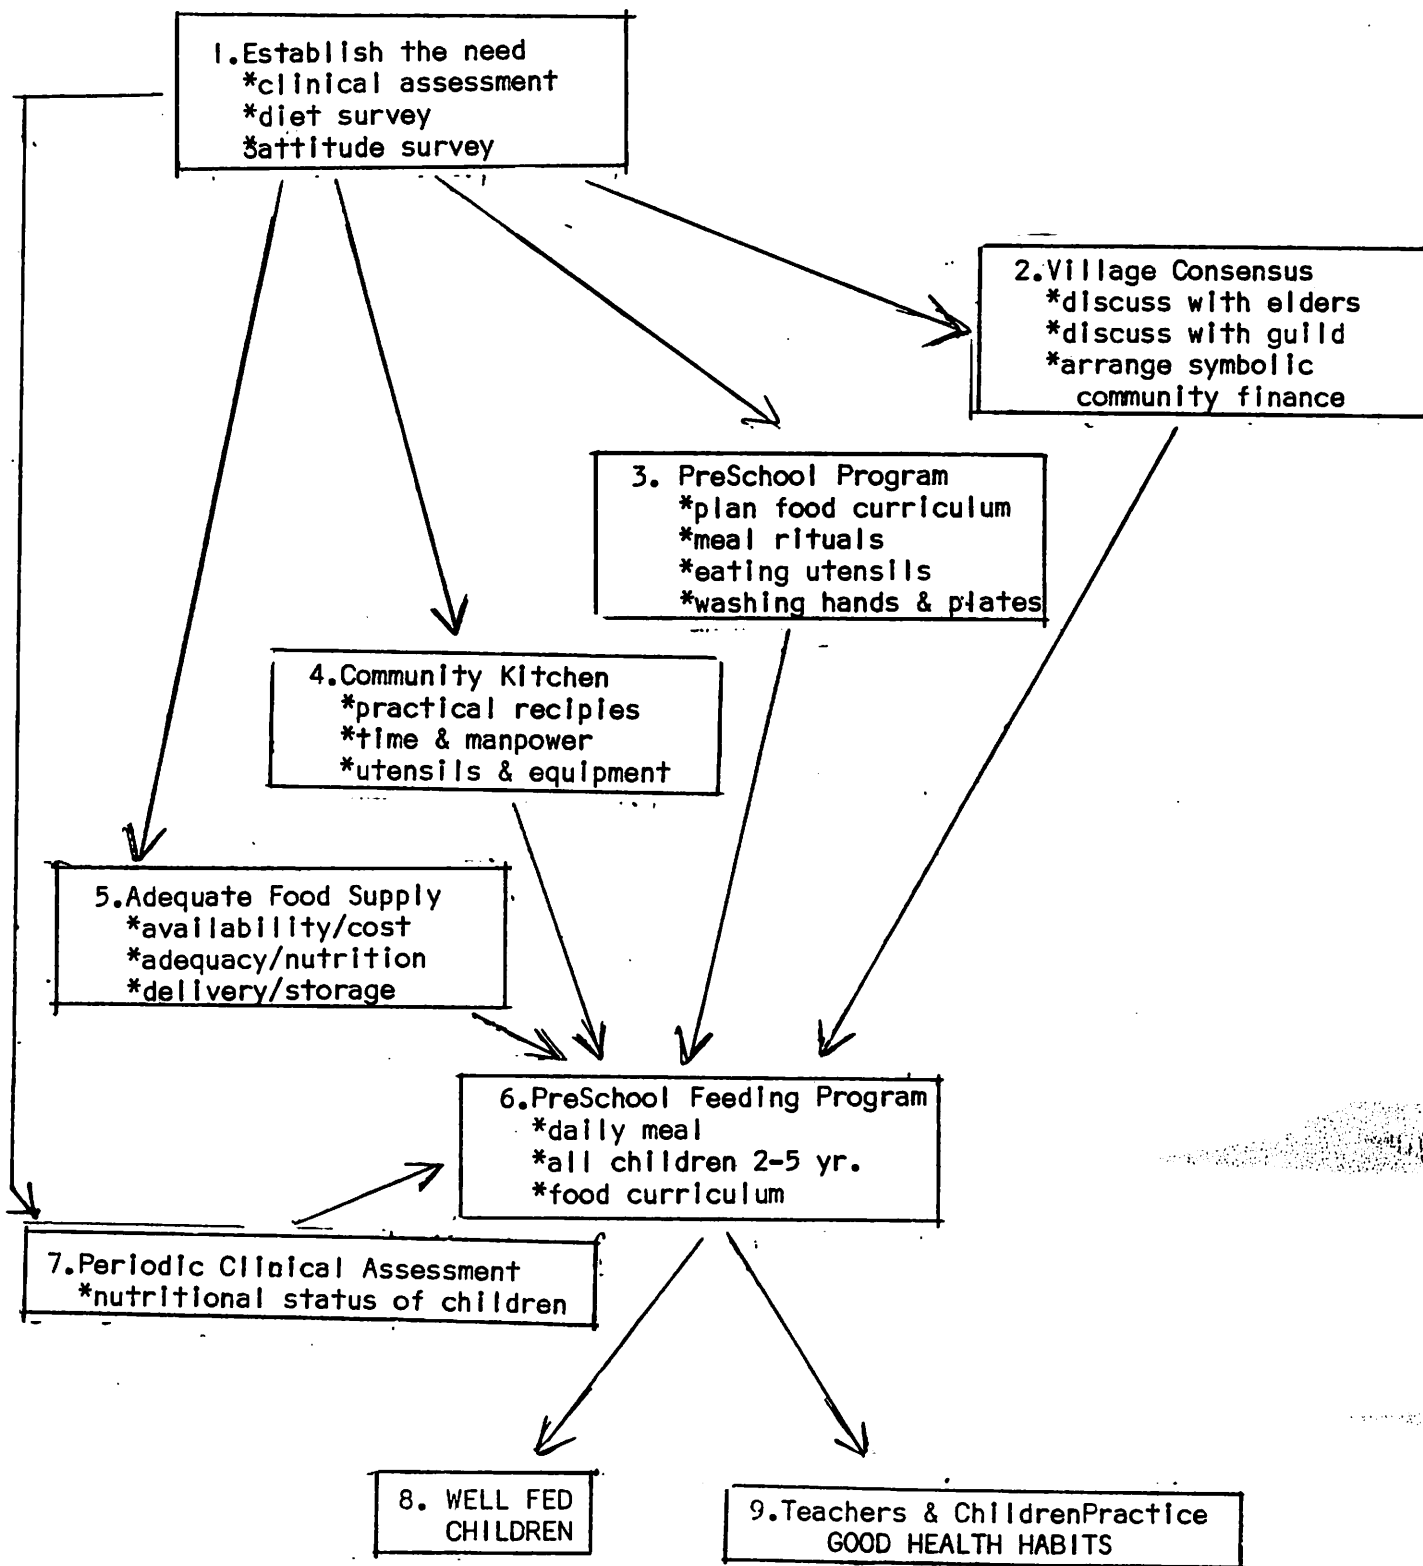 1.Establish the need
*clinical assessment
*diet survey
*attitude survey
2.Village Consensus
*discuss with elders
*discuss with guild
*arrange symbolic
community finance
3. PreSchool Program
*plan food curriculum
*meal rituals
*eating utensils
*washing hands & plates
4.Community Kitchen
*practical recipies
*time & manpower
*utensils & equipment
5.Adequate Food Supply
*availability/cost
*adequacy/nutrition
*delivery/storage
6.PreSchool Feeding Program
*daily meal
*all children 2-5 yr.
*food curriculum
7.Periodic Clinical Assessment
*nutritional status of children
8. WELL FED
CHILDREN
9.Teachers & ChildrenPractice
GOOD HEALTH HABITS